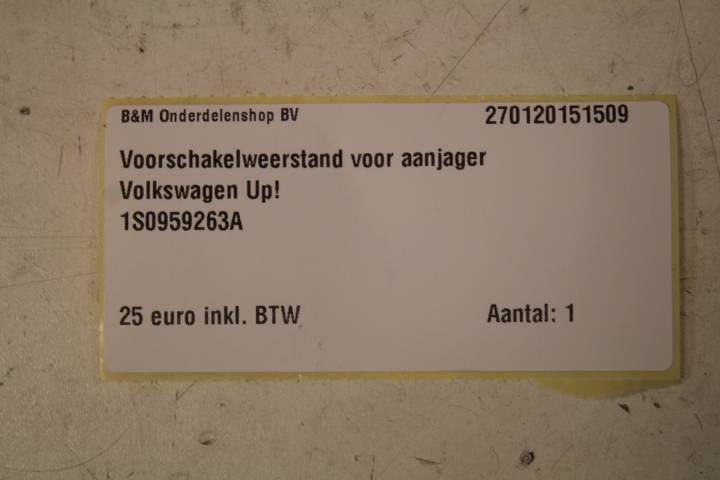 B&M Onderdelenshop BV 270120151509
Voorschakelweerstand voor aanjager
Volkswagen Up!
1S0959263A
25 euro inkl. BTW Aantal: 1